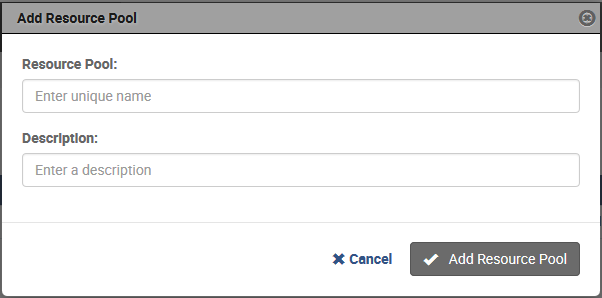 Add Resource Pool
Resource Pool:
Enter unique name
Description:
Enter a description
Cancel
Add Resource Pool